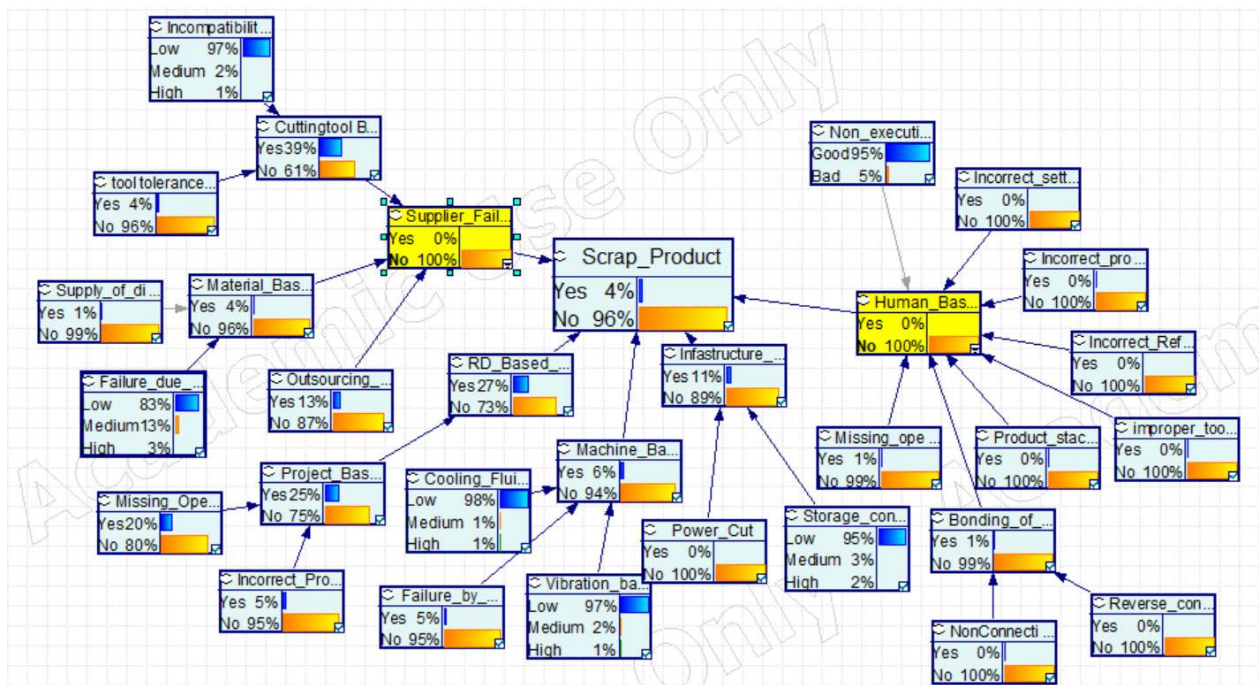 Incompatibilit...
Low 97%
Medium 2%
High 1%
Cuttingtool B...
Yes 39%
No 61%
tool tolerance...
Yes 4%
No 96%
Supplier_Fail...
Yes 0%
No 100%
Supply_of_di...
Yes 1%
No 99%
Material_Bas...
Yes 4%
No 96%
Failure_due_...
Low 83%
Medium 13%
High 3%
Outsourcing_...
Yes 13%
No 87%
Scrap_Product
Yes 4%
No 96%
RD_Based_...
Yes 27%
No 73%
Infastructure_...
Yes 11%
No 89%
Project_Bas...
Yes 25%
No 75%
Missing_Ope...
Yes 20%
No 80%
Incorrect_Pro...
Yes 5%
No 95%
Machine_Ba...
Yes 6%
No 94%
Cooling_Flui...
Low 98%
Medium 1%
High 1%
Failure_by_...
Yes 5%
No 95%
Vibration_ba...
Low 97%
Medium 2%
High 1%
Power_Cut
Yes 0%
No 100%
Storage_con...
Low 95%
Medium 3%
High 2%
Non_executi...
Good 95%
Bad 5%
Incorrect_sett...
Yes 0%
No 100%
Incorrect_pro...
Yes 0%
No 100%
Human_Bas...
Yes 0%
No 100%
Incorrect_Ref...
Yes 0%
No 100%
improper_too...
Yes 0%
No 100%
Missing_ope...
Yes 1%
No 99%
Product_stac...
Yes 0%
No 100%
Bonding_of_...
Yes 1%
No 99%
NonConnecti...
Yes 0%
No 100%
Reverse_con...
Yes 0%
No 100%
Academic Use Only